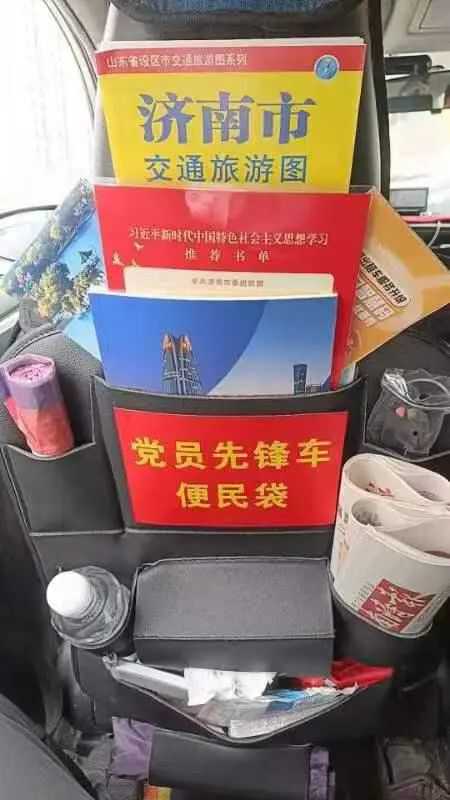 山东省设区市交通旅游图系列
济南市
交通旅游图
习近平新时代中国特色社会主义思想学习
推荐书单
党员先锋车
便民袋